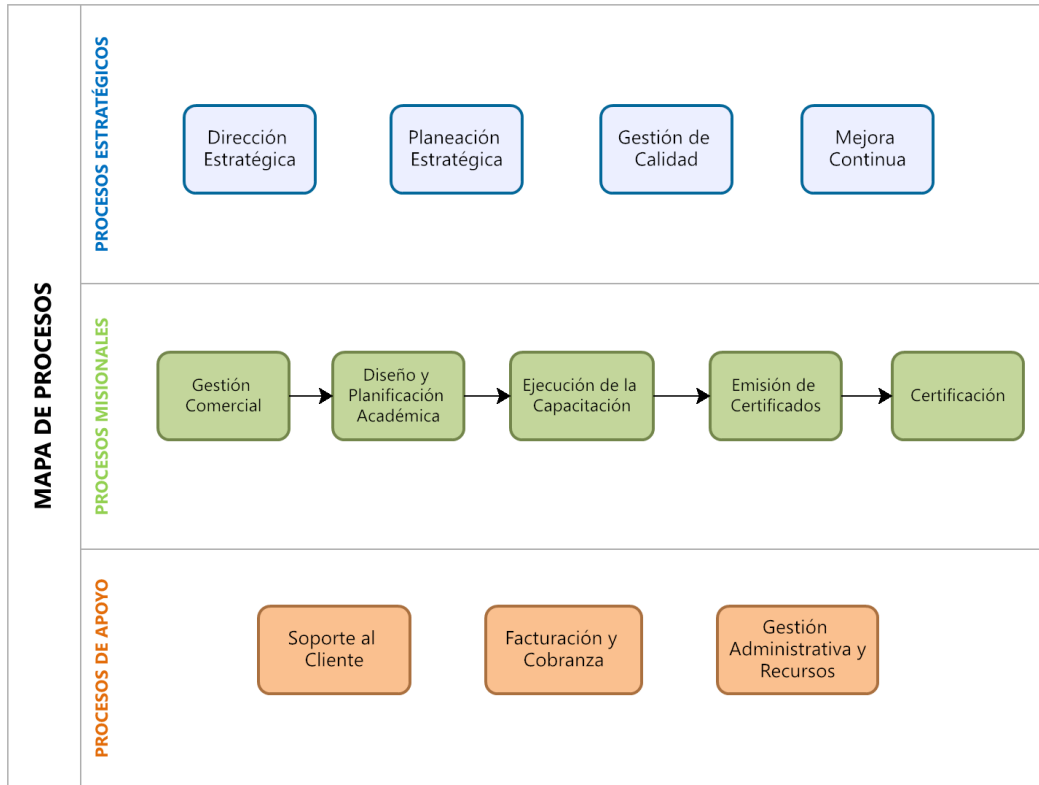 MAPA DE PROCESOS
PROCESOS ESTRATÉGICOS
Dirección
Estratégica
Planeación
Estratégica
Gestión de
Calidad
Mejora
Continua
PROCESOS MISIONALES
Gestión
Comercial
Diseño y
Planificación
Académica
Ejecución de la
Capacitación
Emisión de
Certificados
Certificación
PROCESOS DE APOYO
Soporte al
Cliente
Facturación y
Cobranza
Gestión
Administrativa y
Recursos